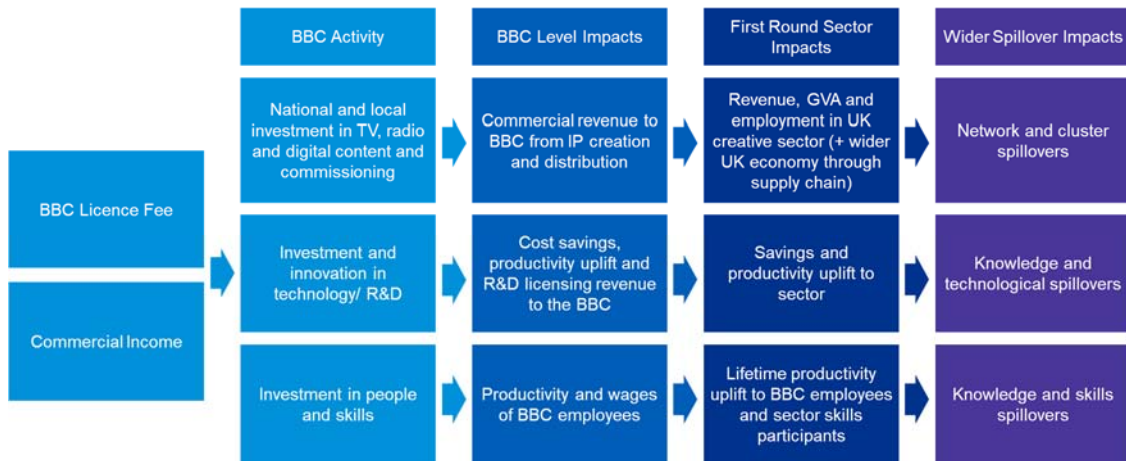 BBC Activity
BBC Level Impacts
First Round Sector
Impacts
Wider Spillover Impacts
National and local
investment in TV, radio
and digital content and
commissioning
Commercial revenue to
BBC from IP creation
and distribution
Revenue, GVA and
employment in UK
creative sector (+ wider
UK economy through
supply chain)
Network and cluster
spillovers
BBC Licence Fee
Commercial Income
Investment and
innovation in
technology/ R&D
Cost savings,
productivity uplift and
R&D licensing revenue
to the BBC
Savings and
productivity uplift to
sector
Knowledge and
technological spillovers
Investment in people
and skills
Productivity and wages
of BBC employees
Lifetime productivity
uplift to BBC employees
and sector skills
participants
Knowledge and skills
spillovers